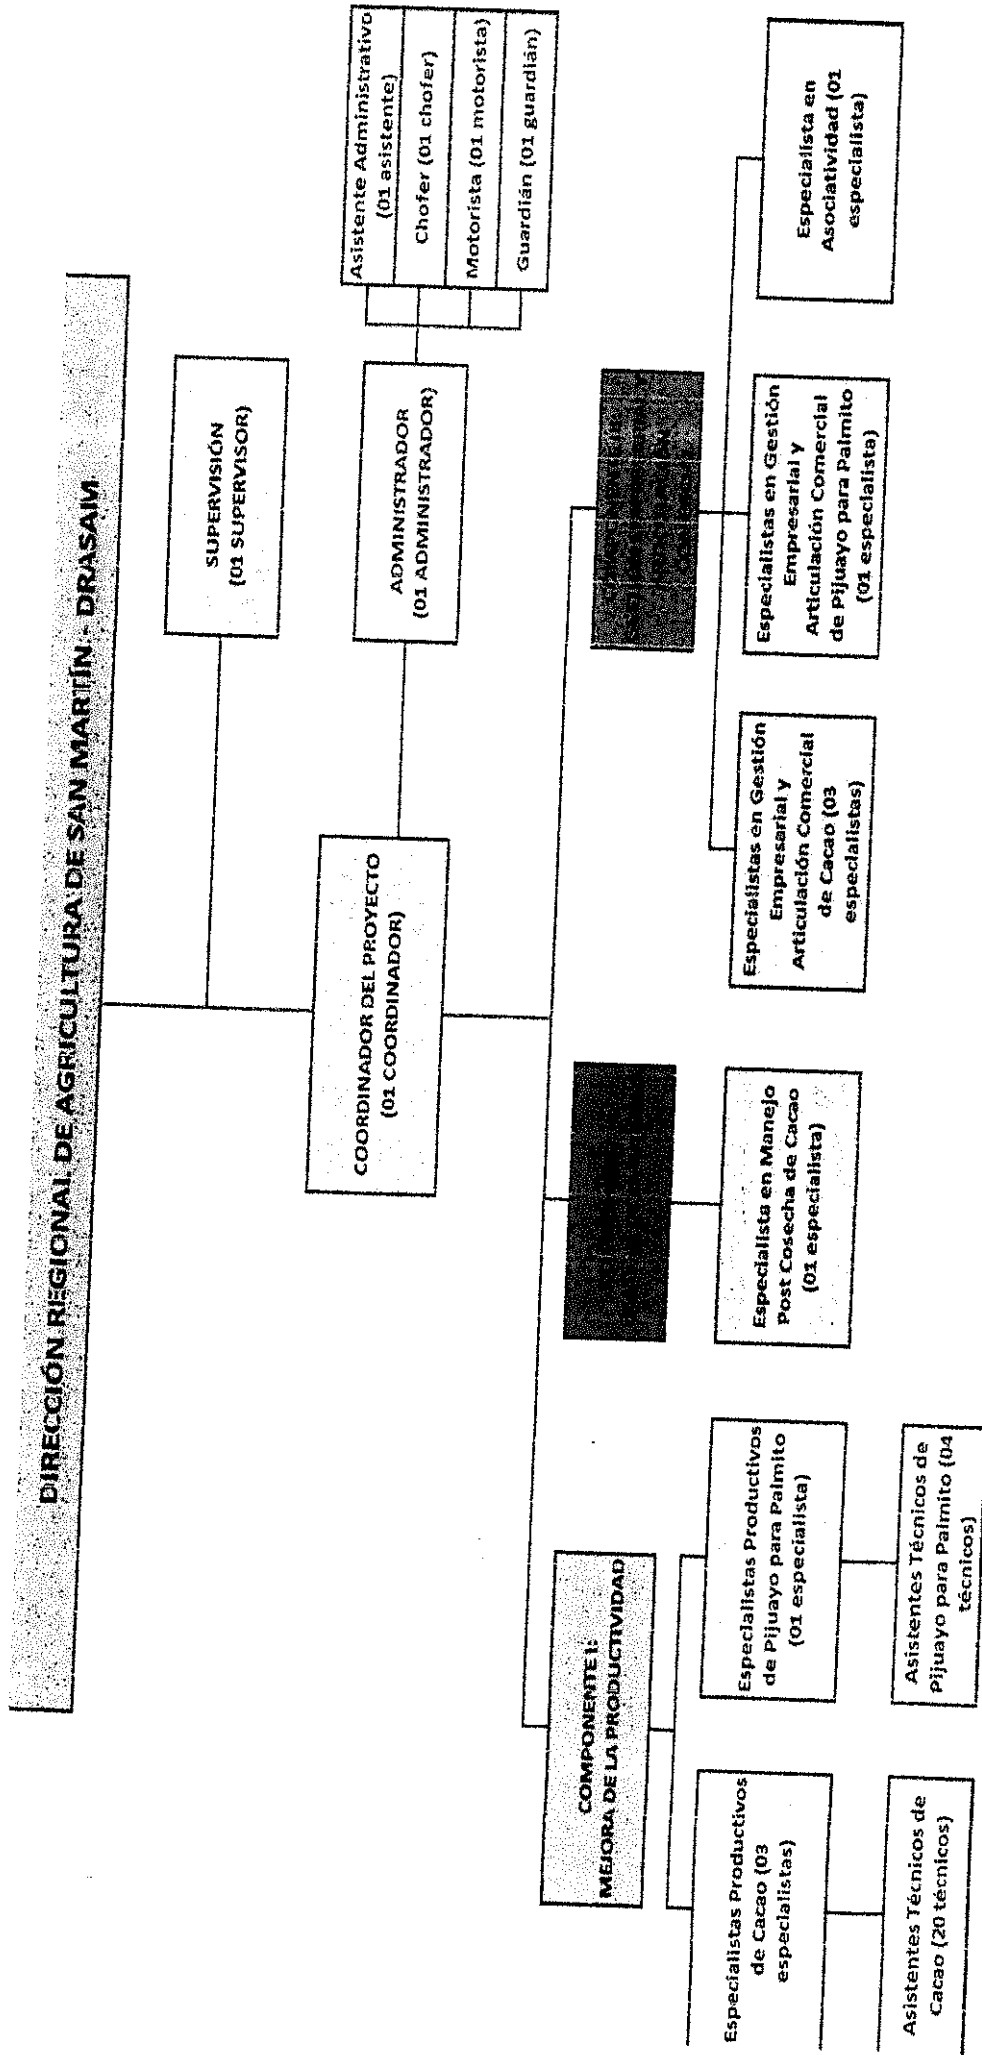 DIRECCIÓN REGIONAL DE AGRICULTURA DE SAN MARTÍN - DRASAM
SUPERVISIÓN
(01 SUPERVISOR)
COORDINADOR DEL PROYECTO
(01 COORDINADOR)
ADMINISTRADOR
(01 ADMINISTRADOR)
Asistente Administrativo
(01 asistente)
Chofer (01 chofer)
Motorista (01 motorista)
Guardián (01 guardián)
COMPONENTE I:
MEJORA DE LA PRODUCTIVIDAD
Especialistas Productivos
de Cacao (03
especialistas)
Especialistas Productivos
de Pijuayo para Palmito
(01 especialista)
Especialista en Manejo
Post Cosecha de Cacao
(01 especialista)
Especialistas en Gestión
Empresarial y
Articulación Comercial
de Cacao (03
especialistas)
Especialistas en Gestión
Empresarial y
Articulación Comercial
de Pijuayo para Palmito
(01 especialista)
Especialista en
Asociatividad (01
especialista)
Asistentes Técnicos de
Cacao (20 técnicos)
Asistentes Técnicos de
Pijuayo para Palmito (04
técnicos)